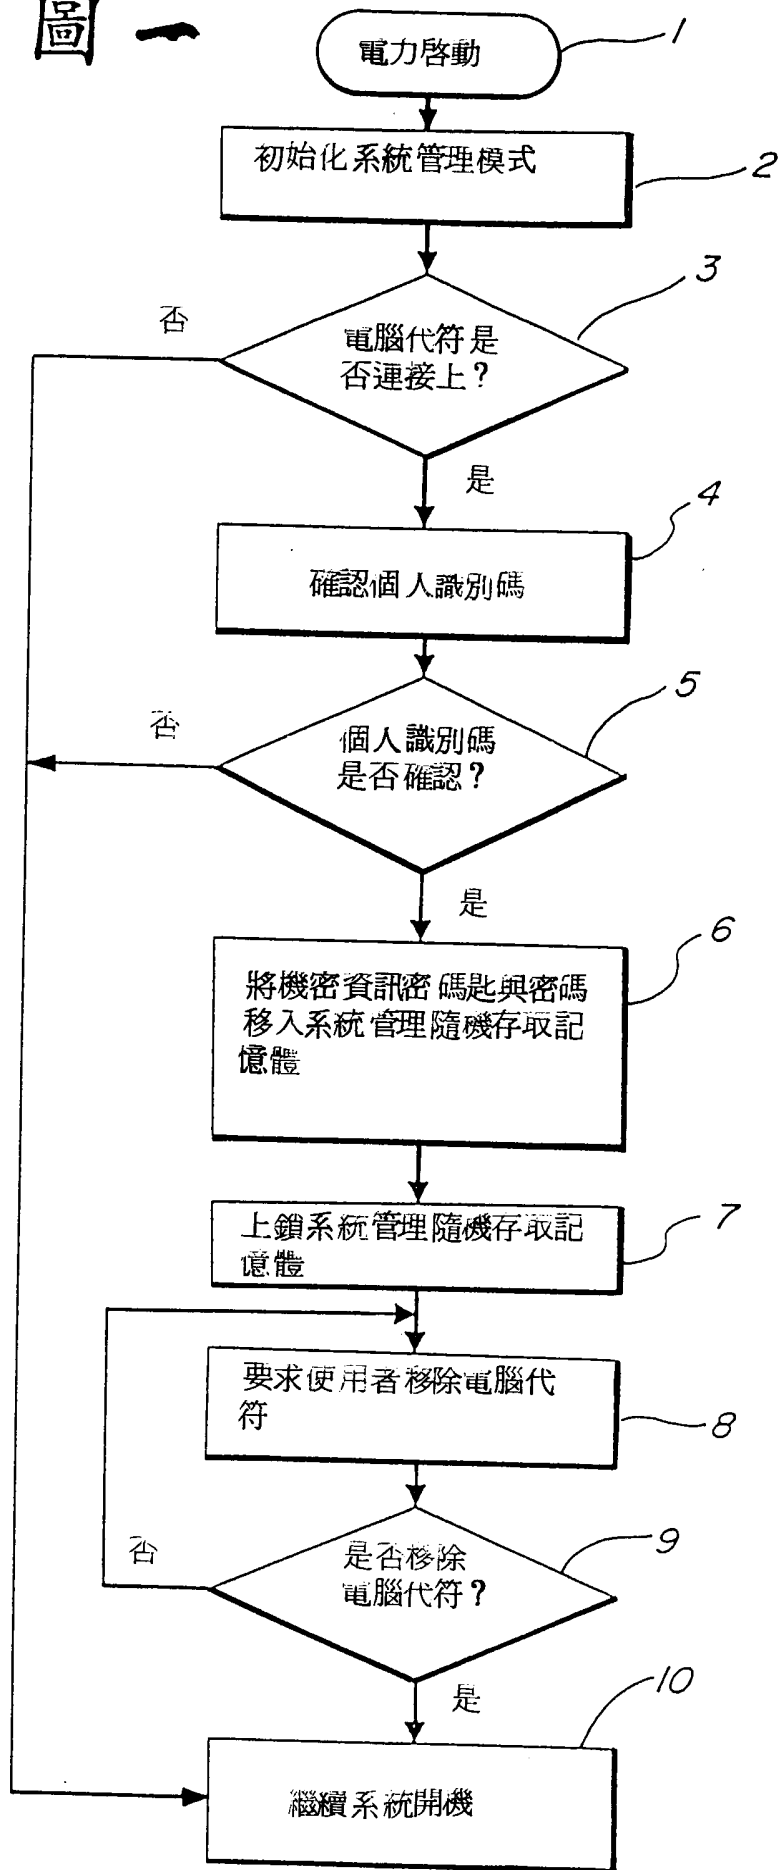 圖 一
電力啓動
1
初始化系統管理模式
2
電腦代符是
否連接上?
3
否
是
確認個人識別碼
4
個人識別碼
是否確認?
5
否
是
將機密資訊密碼匙與密碼
移入系統管理隨機存取記
憶體
6
上鎖系統管理隨機存取記
憶體
7
要求使用者移除電腦代
符
8
是否移除
電腦代符?
9
否
是
繼續系統開機
10